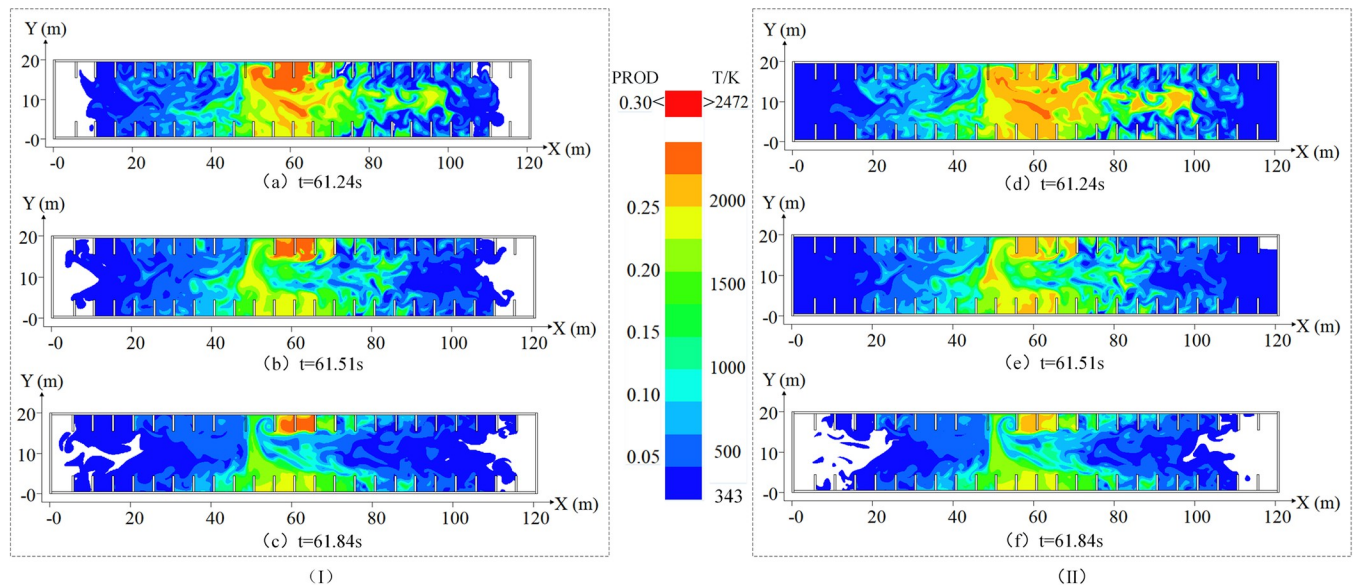 Y (m)
20
10
-0
-0 20 40 60 80 100 120
X (m)
(a) t=61.24s
Y (m)
20
10
-0
-0 20 40 60 80 100 120
X (m)
(b) t=61.51s
Y (m)
20
10
-0
-0 20 40 60 80 100 120
X (m)
(c) t=61.84s
(I)
PROD T/K
0.30< >2472
0.25 2000
0.20 1500
0.15
0.10 1000
0.05 500
343
Y (m)
20
10
-0
-0 20 40 60 80 100 120
X (m)
(d) t=61.24s
Y (m)
20
10
-0
-0 20 40 60 80 100 120
X (m)
(e) t=61.51s
Y (m)
20
10
-0
-0 20 40 60 80 100 120
X (m)
(f) t=61.84s
(II)